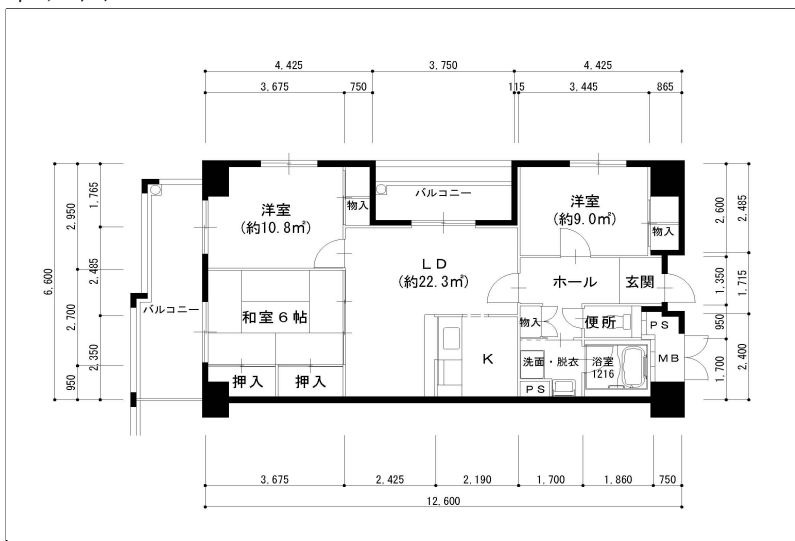 4,425
3,750
4,425
3,675
750
115
3,445
865
6,600
2,950
2,700
950
1,765
2,485
2,350
洋室
(約10.8㎡)
物入
バルコニー
洋室
(約9.0㎡)
物入
2,600
1,350
950
1,700
2,485
1,715
2,400
バルコニー
LD
(約22.3㎡)
ホール
玄関
和室6帖
物入
便所
PS
K
洗面・脱衣
浴室
1216
MB
押入
押入
PS
3,675
2,425
2,190
1,700
1,860
750
12,600